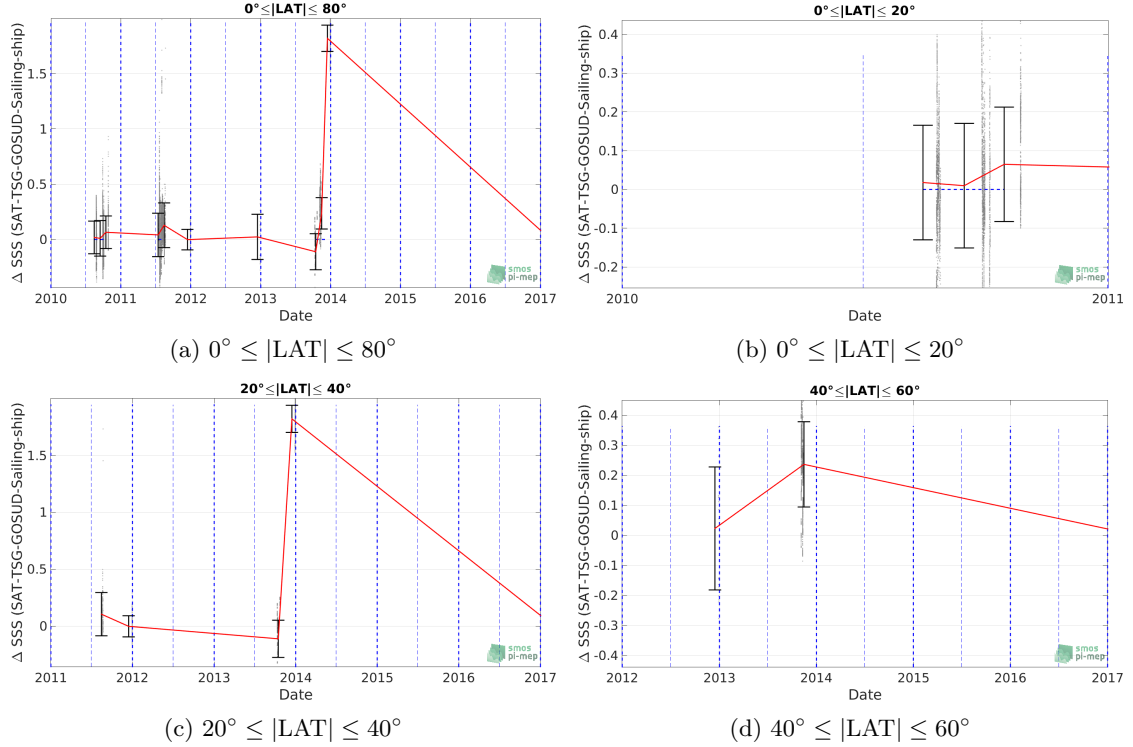 0°≤|LAT|≤ 80°
Δ SSS (SAT-TSG-GOSUD-Sailing-ship)
1.5
1
0.5
0
smos
pi-mep
2010 2011 2012 2013 2014 2015 2016 2017
Date
(a) 0° ≤ |LAT| ≤ 80°
0°≤|LAT|≤ 20°
Δ SSS (SAT-TSG-GOSUD-Sailing-ship)
0.4
0.3
0.2
0.1
0
-0.1
-0.2
smos
pi-mep
2010 2011
Date
(b) 0° ≤ |LAT| ≤ 20°
20°≤|LAT|≤ 40°
Δ SSS (SAT-TSG-GOSUD-Sailing-ship)
1.5
1
0.5
0
smos
pi-mep
2011 2012 2013 2014 2015 2016 2017
Date
(c) 20° ≤ |LAT| ≤ 40°
40°≤|LAT|≤ 60°
Δ SSS (SAT-TSG-GOSUD-Sailing-ship)
0.4
0.3
0.2
0.1
0
-0.1
-0.2
-0.3
-0.4
smos
pi-mep
2012 2013 2014 2015 2016 2017
Date
(d) 40° ≤ |LAT| ≤ 60°